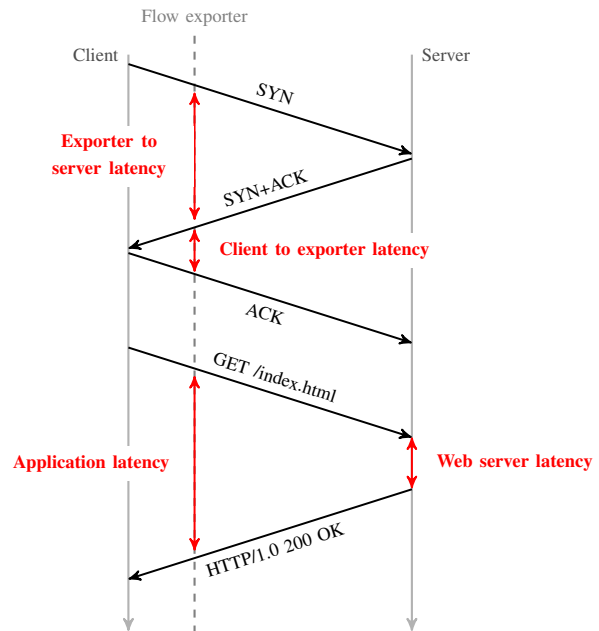 Flow exporter
Client
Server
SYN
Exporter to
server latency
SYN+ACK
Client to exporter latency
ACK
GET /index.html
Application latency
Web server latency
HTTP/1.0 200 OK